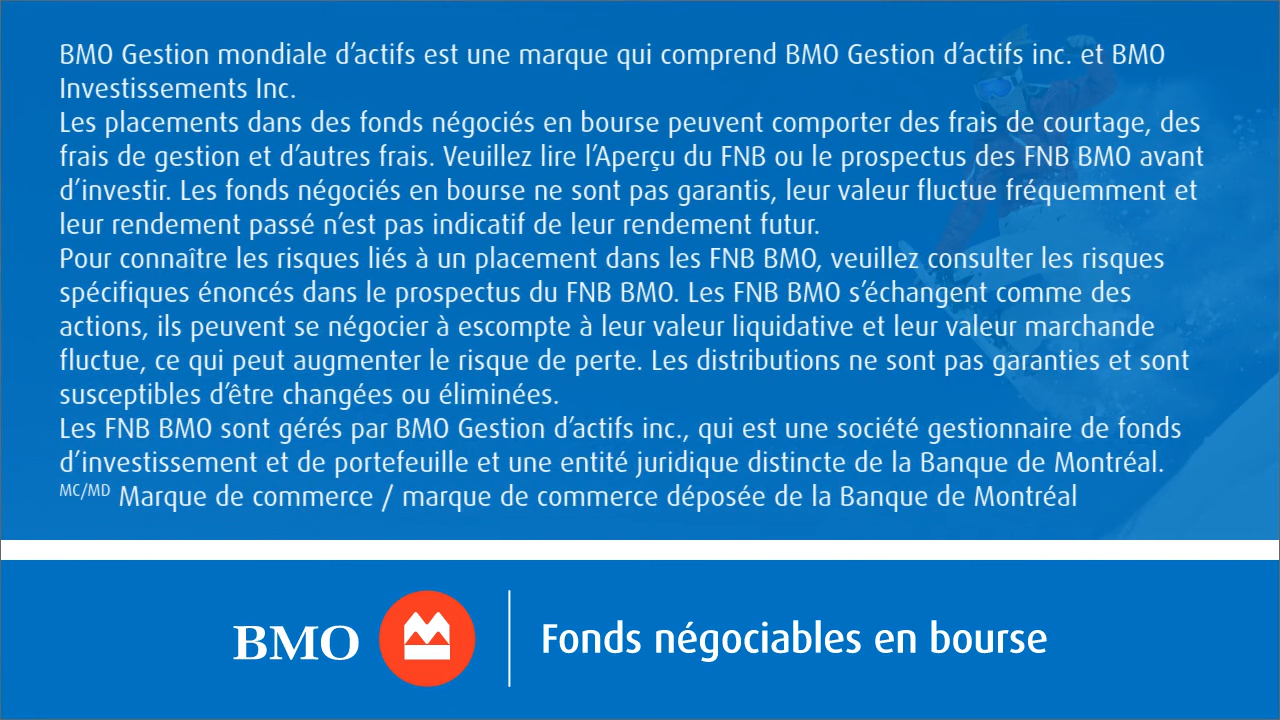 BMO Gestion mondiale d’actifs est une marque qui comprend BMO Gestion d’actifs inc. et BMO
Investissements Inc.
Les placements dans des fonds négociés en bourse peuvent comporter des frais de courtage, des
frais de gestion et d’autres frais. Veuillez lire l’Aperçu du FNB ou le prospectus des FNB BMO avant
d’investir. Les fonds négociés en bourse ne sont pas garantis, leur valeur fluctue fréquemment et
leur rendement passé n’est pas indicatif de leur rendement futur.
Pour connaître les risques liés à un placement dans les FNB BMO, veuillez consulter les risques
spécifiques énoncés dans le prospectus du FNB BMO. Les FNB BMO s’échangent comme des
actions, ils peuvent se négocier à escompte à leur valeur liquidative et leur valeur marchande
fluctue, ce qui peut augmenter le risque de perte. Les distributions ne sont pas garanties et sont
susceptibles d’être changées ou éliminées.
Les FNB BMO sont gérés par BMO Gestion d’actifs inc., qui est une société gestionnaire de fonds
d’investissement et de portefeuille et une entité juridique distincte de la Banque de Montréal.
MC/MD Marque de commerce / marque de commerce déposée de la Banque de Montréal
BMO Fonds négociables en bourse